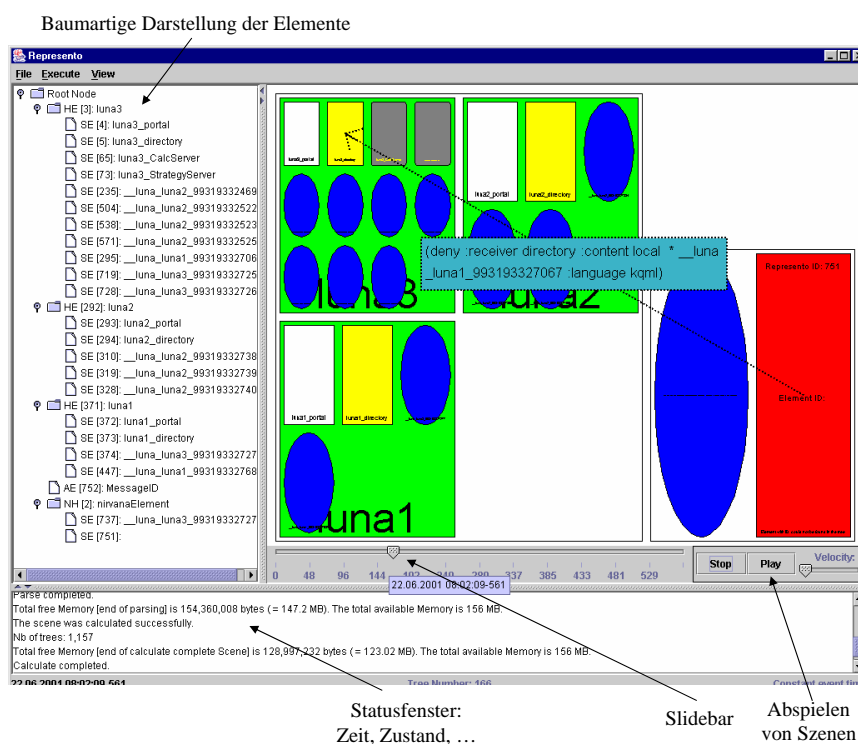 Baumartige Darstellung der Elemente
Represento
File Execute View
Root Node
HE [3]: luna3
SE [4]: luna3_portal
SE [5]: luna3_directory
SE [65]: luna3_CalcServer
SE [73]: luna3_StrategyServer
SE [235]: __luna_luna2_99319332469
SE [504]: __luna_luna2_99319332522
SE [538]: __luna_luna2_99319332523
SE [571]: __luna_luna2_99319332525
SE [295]: __luna_luna1_99319332706
SE [719]: __luna_luna3_99319332725
SE [728]: __luna_luna3_99319332726
HE [292]: luna2
SE [293]: luna2_portal
SE [294]: luna2_directory
SE [310]: __luna_luna2_99319332738
SE [319]: __luna_luna2_99319332739
SE [328]: __luna_luna2_99319332740
HE [371]: luna1
SE [372]: luna1_portal
SE [373]: luna1_directory
SE [374]: __luna_luna3_99319332727
SE [447]: __luna_luna1_99319332768
AE [752]: MessageID
NH [2]: nirvanaElement
SE [737]: __luna_luna3_99319332727
SE [751]:
luna3_portal
luna3_directory
luna2_portal
luna2_directory
(deny :receiver directory :content local * __luna
_luna1_993193327067 :language kqml)
luna3
luna2
luna1_portal
luna1_directory
luna1
Represento ID: 751
Element ID:
0 48 96 144 192 240 289 337 385 433 481 529
22.06.2001 08:02:09-561
Stop Play Velocity:
Parse completed.
Total free Memory [end of parsing] is 154,360,008 bytes (= 147.2 MB). The total available Memory is 156 MB.
The scene was calculated successfully.
Nb of trees: 1,157
Total free Memory [end of calculate complete Scene] is 128,997,232 bytes (= 123.02 MB). The total available Memory is 156 MB.
Calculate completed.
22.06.2001 08:02:09-561 Tree Number: 166 Constant event tim
Statusfenster:
Zeit, Zustand, …
Slidebar
Abspielen
von Szenen